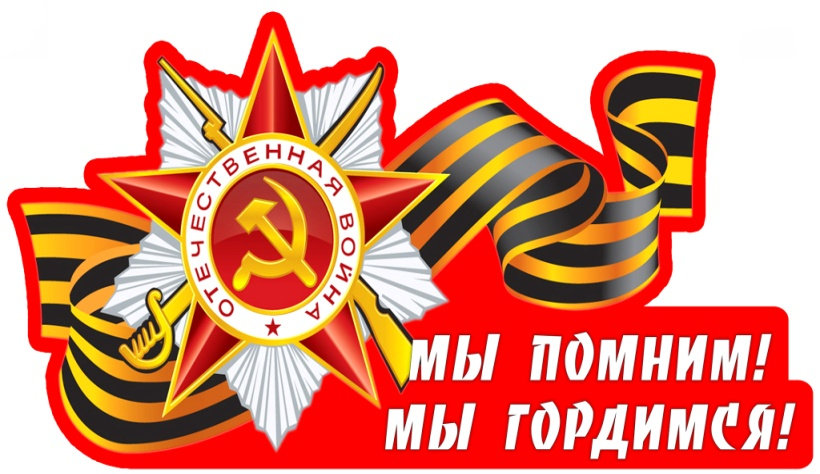 ОТЕЧЕСТВЕННАЯ ВОЙНА
МЫ ПОМНИМ!
МЫ ГОРДИМСЯ!